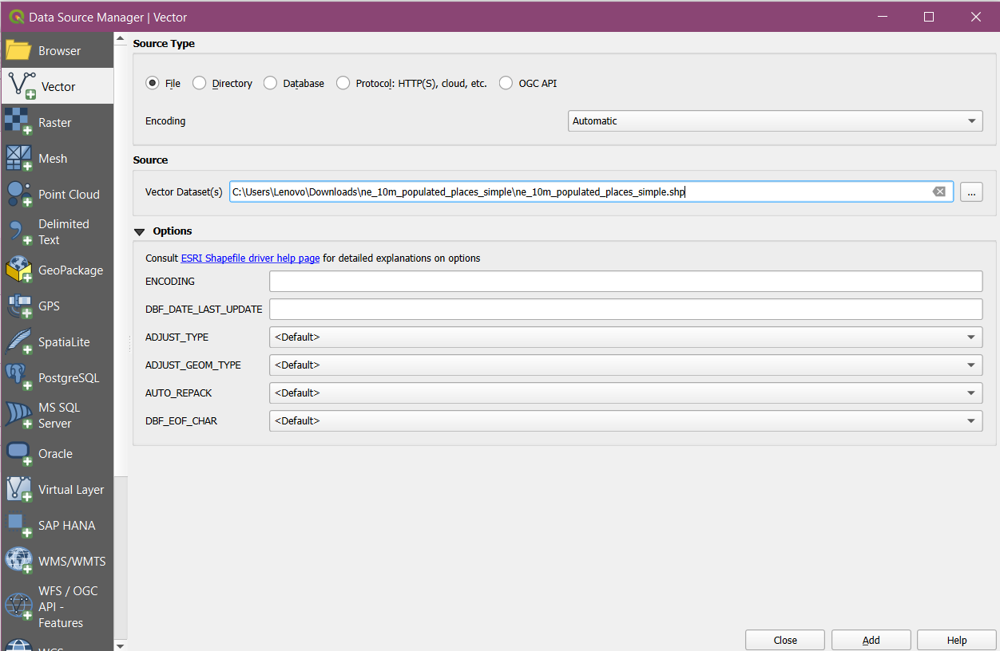 Data Source Manager | Vector
Browser
Vector
Raster
Mesh
Point Cloud
Delimited
Text
GeoPackage
GPS
SpatiaLite
PostgreSQL
MS SQL
Server
Oracle
Virtual Layer
SAP HANA
WMS/WMTS
WFS / OGC
API -
Features
WCS
Source Type
File Directory Database Protocol: HTTP(S), cloud, etc. OGC API
Encoding Automatic
Source
Vector Dataset(s) C:\Users\Lenovo\Downloads\ne_10m_populated_places_simple\ne_10m_populated_places_simple.shp ...
Options
Consult ESRI Shapefile driver help page for detailed explanations on options
ENCODING
DBF_DATE_LAST_UPDATE
ADJUST_TYPE <Default>
ADJUST_GEOM_TYPE <Default>
AUTO_REPACK <Default>
DBF_EOF_CHAR <Default>
Close Add Help